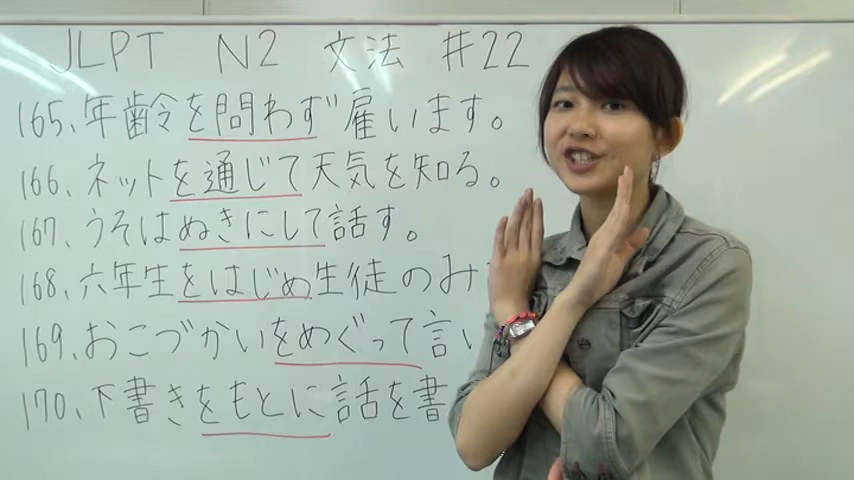 JLPT N2 文法 #22
165、年齢を問わず雇います。
166、ネットを通じて天気を知る。
167、うそはぬきにして話す。
168、六年生をはじめ生徒のみ
169、おこづかいをめぐって言い
170、下書きをもとに話を書